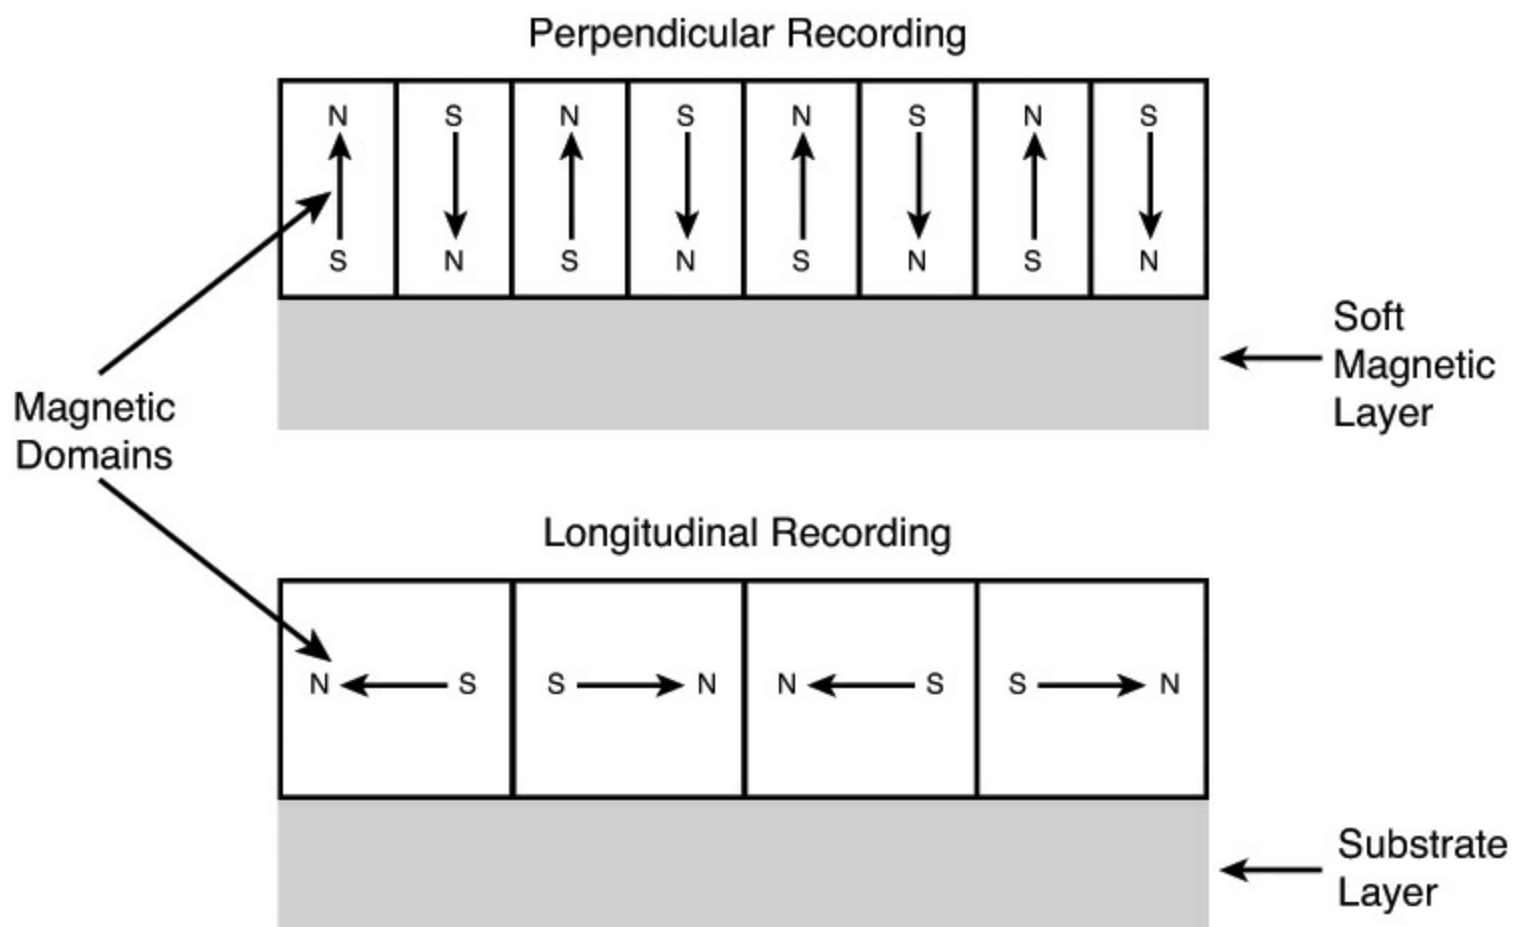 Perpendicular Recording
N S N S N S N S
S N S N S N S N
Soft
Magnetic
Layer
Magnetic
Domains
Longitudinal Recording
N S S N N S S N
Substrate
Layer